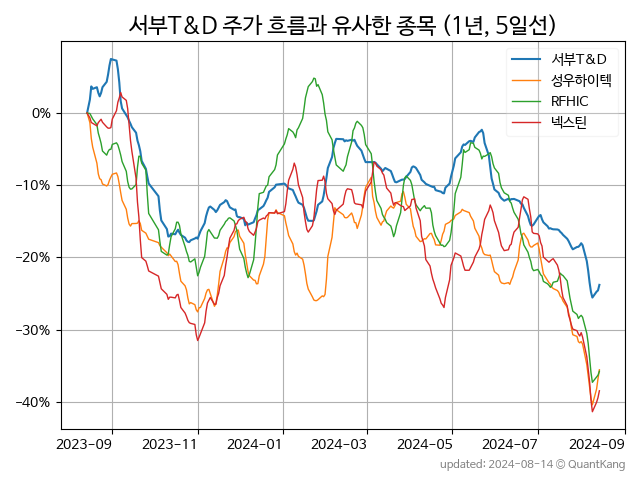 서부T&D 주가 흐름과 유사한 종목 (1년, 5일선)
서부T&D
성우하이텍
RFHIC
넥스틴
0%
−10%
−20%
−30%
−40%
2023-09 2023-11 2024-01 2024-03 2024-05 2024-07 2024-09
updated: 2024-08-14 © QuantKang